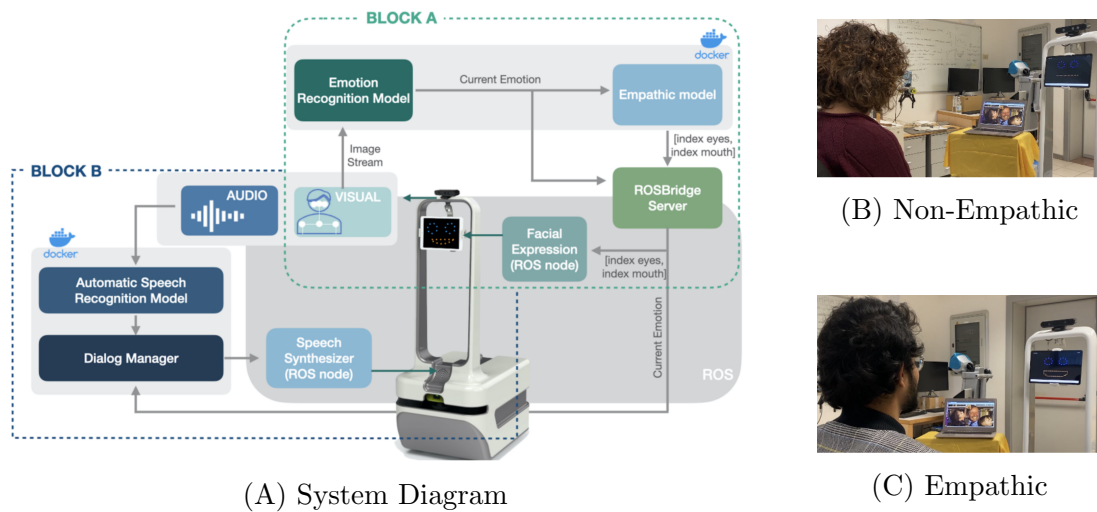 BLOCK A
docker
Emotion
Recognition Model
Current Emotion
Empathic model
Image
Stream
[index eyes,
index mouth]
BLOCK B
AUDIO
VISUAL
ROSBridge
Server
docker
Facial
Expression
(ROS node)
[index eyes,
index mouth]
Automatic Speech
Recognition Model
Dialog Manager
Speech
Synthesizer
(ROS node)
Current Emotion
ROS
(A) System Diagram
(B) Non-Empathic
(C) Empathic